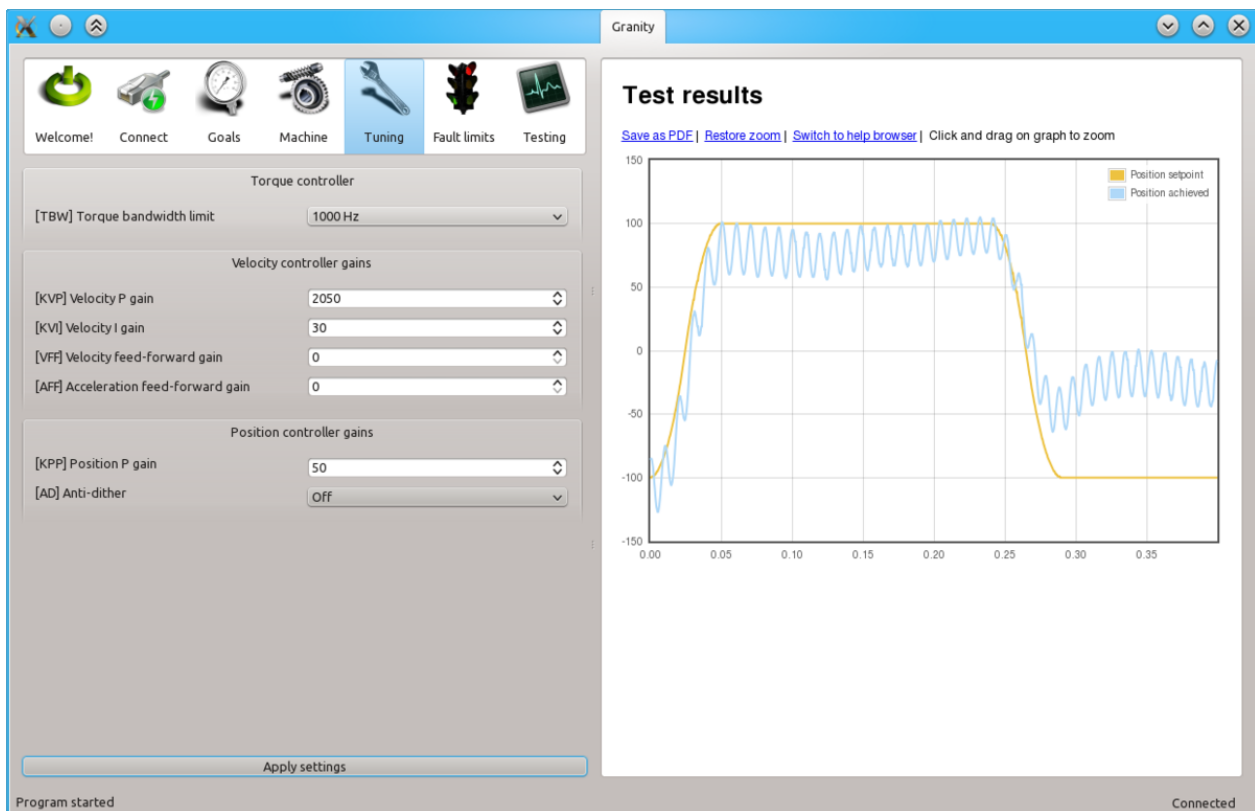 Granity
Welcome! Connect Goals Machine Tuning Fault limits Testing
Torque controller
[TBW] Torque bandwidth limit 1000 Hz
Velocity controller gains
[KVP] Velocity P gain 2050
[KVI] Velocity I gain 30
[VFF] Velocity feed-forward gain 0
[AFF] Acceleration feed-forward gain 0
Position controller gains
[KPP] Position P gain 50
[AD] Anti-dither Off
Apply settings
Test results
Save as PDF | Restore zoom | Switch to help browser | Click and drag on graph to zoom
Position setpoint
Position achieved
150
100
50
0
-50
-100
-150
0.00 0.05 0.10 0.15 0.20 0.25 0.30 0.35
Program started Connected